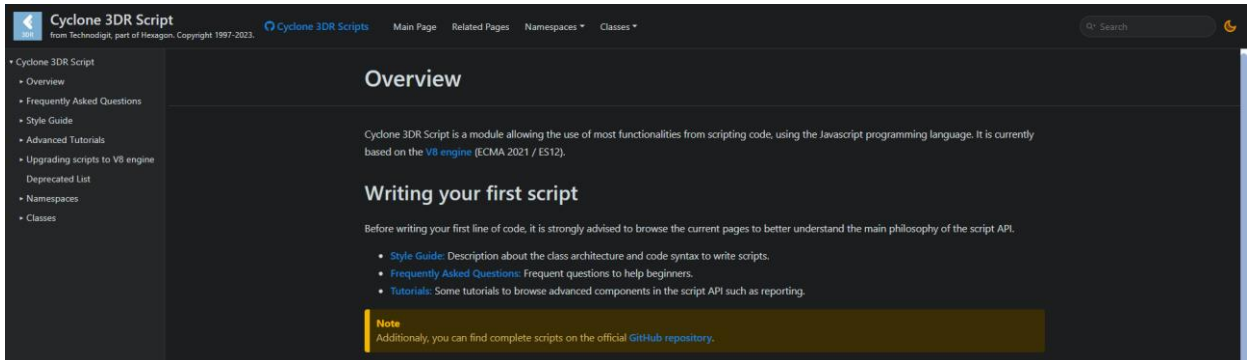 Cyclone 3DR Script
from Technodigit, part of Hexagon. Copyright 1997-2023.
Cyclone 3DR Scripts
Main Page
Related Pages
Namespaces
Classes
Search
3DR
Cyclone 3DR Script
Overview
Frequently Asked Questions
Style Guide
Advanced Tutorials
Upgrading scripts to V8 engine
Deprecated List
Namespaces
Classes
Overview
Cyclone 3DR Script is a module allowing the use of most functionalities from scripting code, using the Javascript programming language. It is currently
based on the V8 engine (ECMA 2021 / ES12).
Writing your first script
Before writing your first line of code, it is strongly advised to browse the current pages to better understand the main philosophy of the script API.
• Style Guide: Description about the class architecture and code syntax to write scripts.
• Frequently Asked Questions: Frequent questions to help beginners.
• Tutorials: Some tutorials to browse advanced components in the script API such as reporting.
Note
Additionaly, you can find complete scripts on the official GitHub repository.